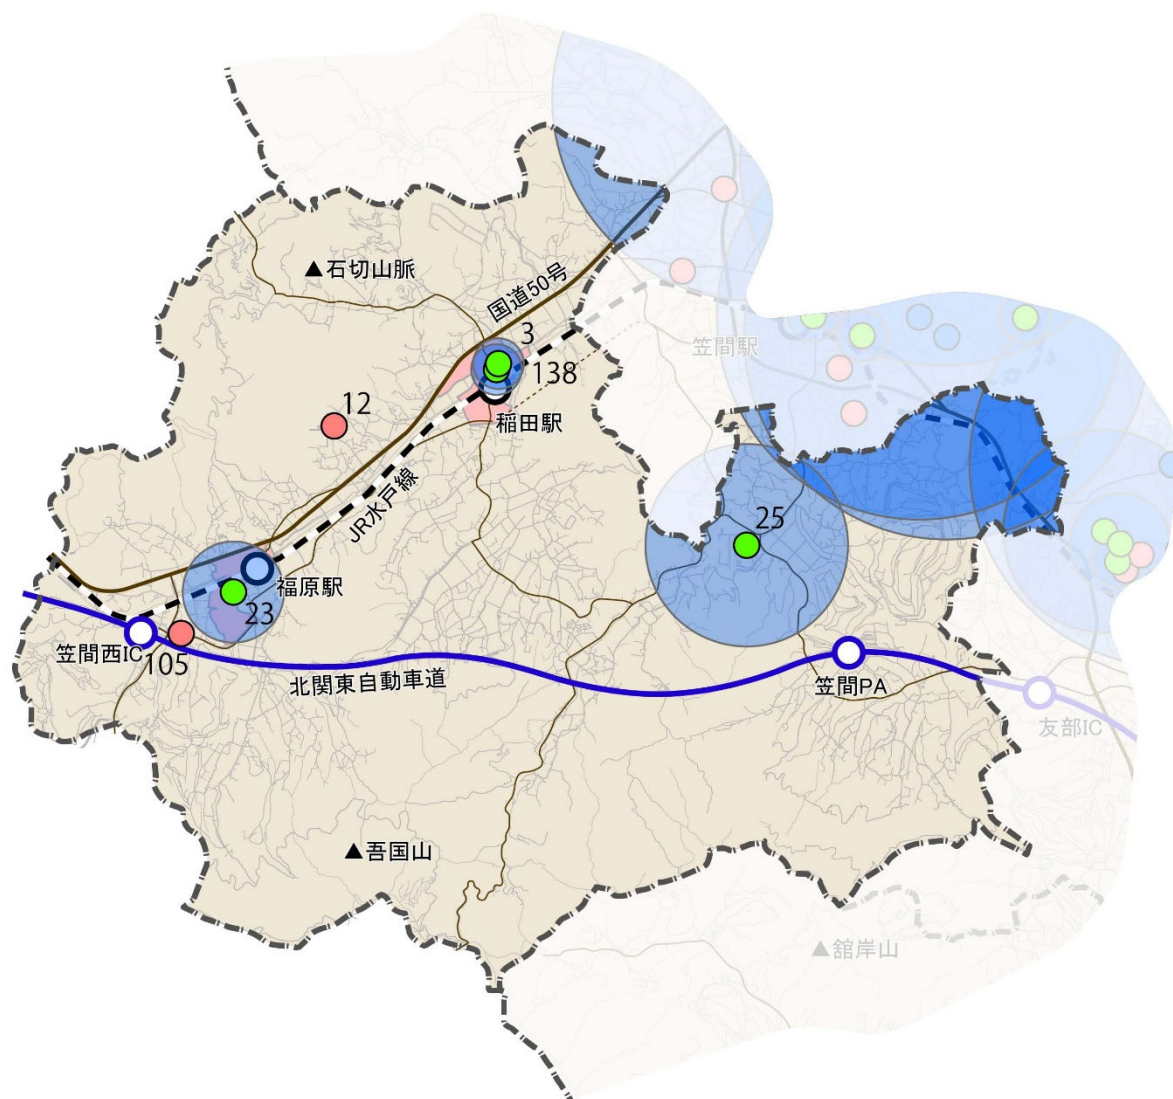 ▲石切山脈
国道50号
3
笠間駅
138
12
稲田駅
JR水戸線
25
福原駅
23
笠間西IC
105
北関東自動車道
笠間PA
友部IC
▲吾国山
▲舘岸山